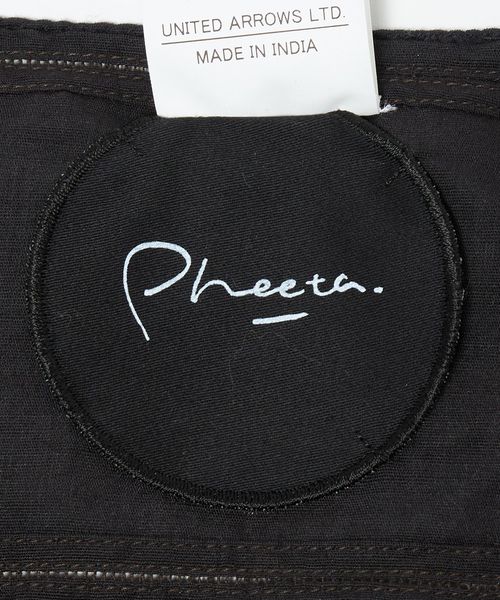 UNITED ARROWS LTD.
MADE IN INDIA
Pheeta.